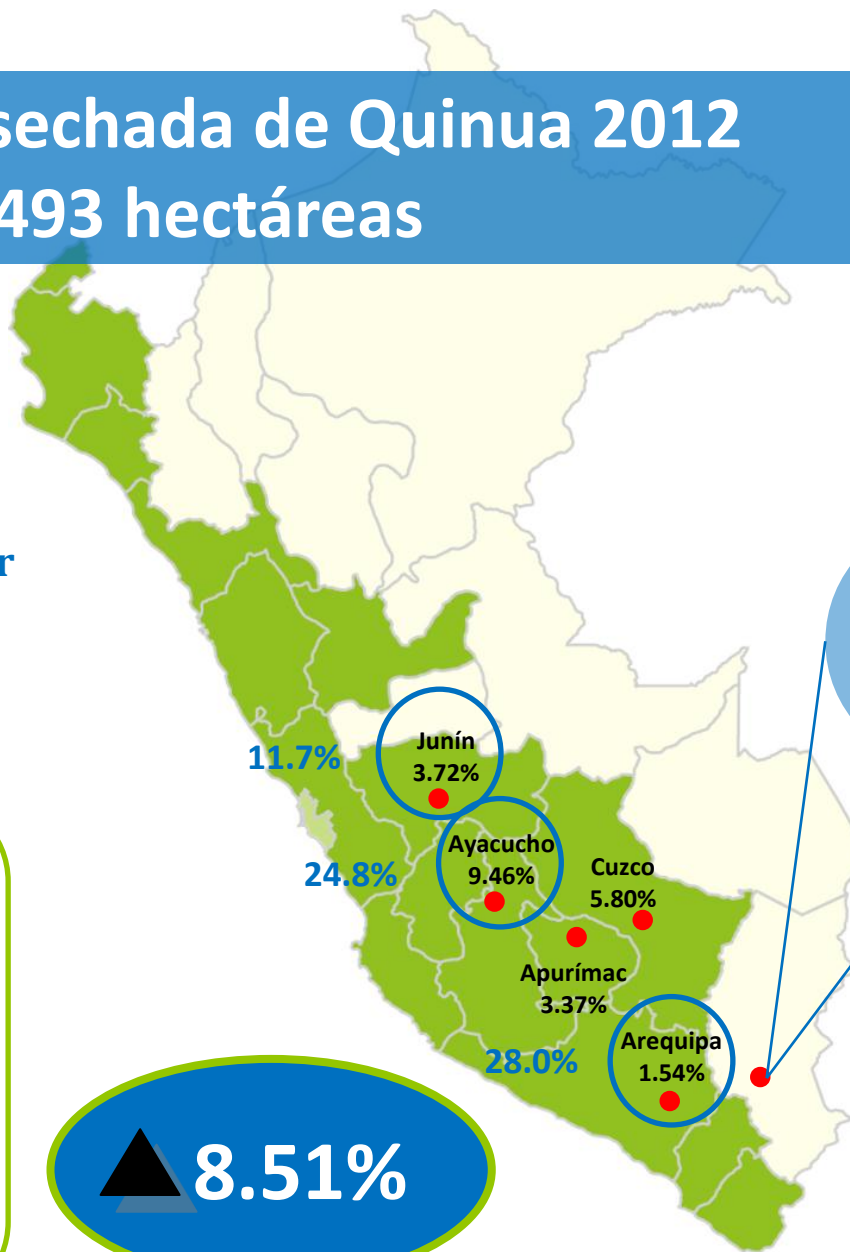 sechada de Quinua 2012
493 hectáreas
r
11.7%
Junín
3.72%
24.8%
Ayacucho
9.46%
Cuzco
5.80%
Apurímac
3.37%
28.0%
Arequipa
1.54%
8.51%